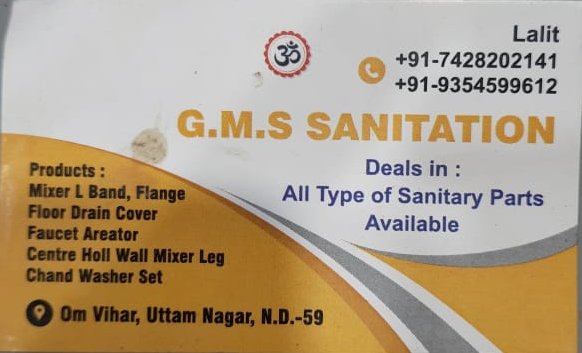 ॐ
Lalit
+91-7428202141
+91-9354599612
G.M.S SANITATION
Deals in :
All Type of Sanitary Parts
Available
Products :
Mixer L Band, Flange
Floor Drain Cover
Faucet Areator
Centre Holl Wall Mixer Leg
Chand Washer Set
Om Vihar, Uttam Nagar, N.D.-59